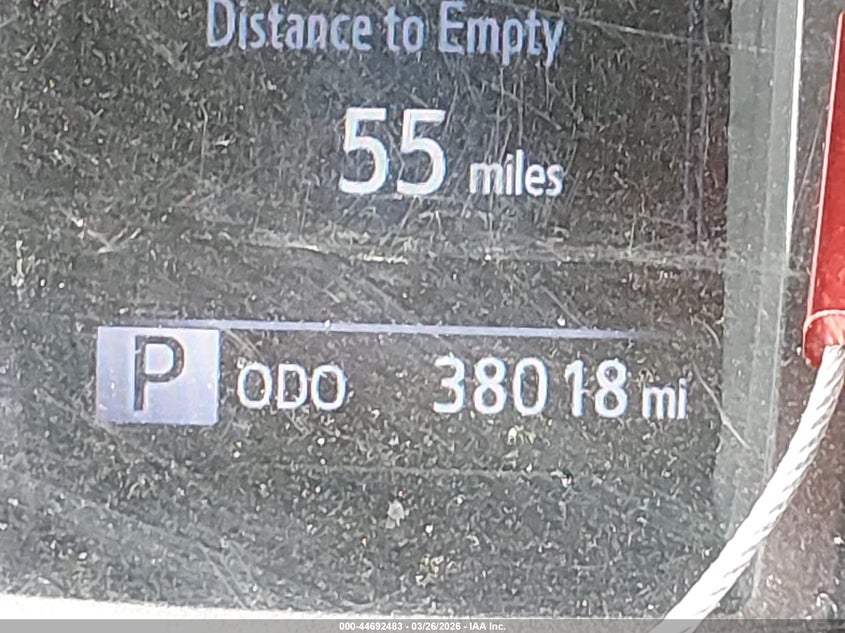 Distance to Empty
55 miles
P ODO 38018 mi
000-44692483 - 03/26/2026 - IAA Inc.